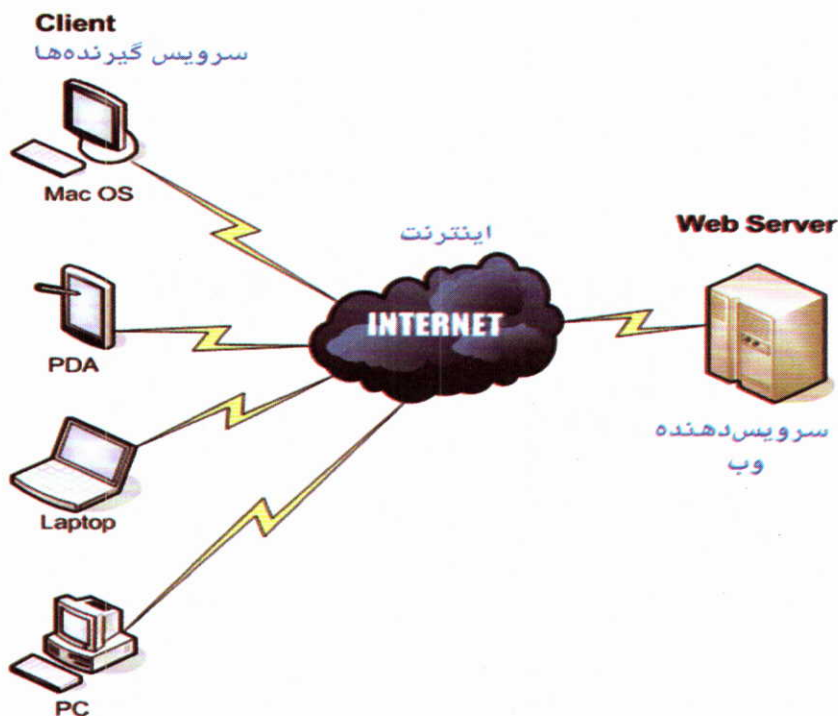 Client
سرویس گیرنده‌ها
Mac OS
اینترنت
Web Server
INTERNET
PDA
سرویس‌دهنده
وب
Laptop
PC